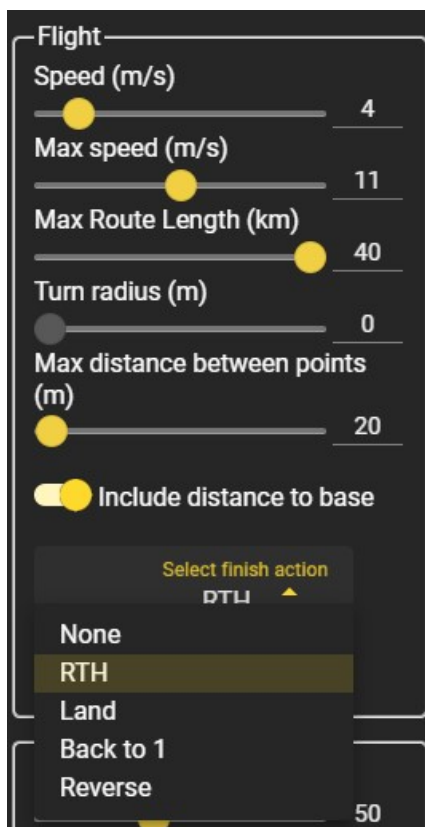 Flight
Speed (m/s)
4
Max speed (m/s)
11
Max Route Length (km)
40
Turn radius (m)
0
Max distance between points
(m)
20
Include distance to base
Select finish action
RTH
None
RTH
Land
Back to 1
Reverse
50